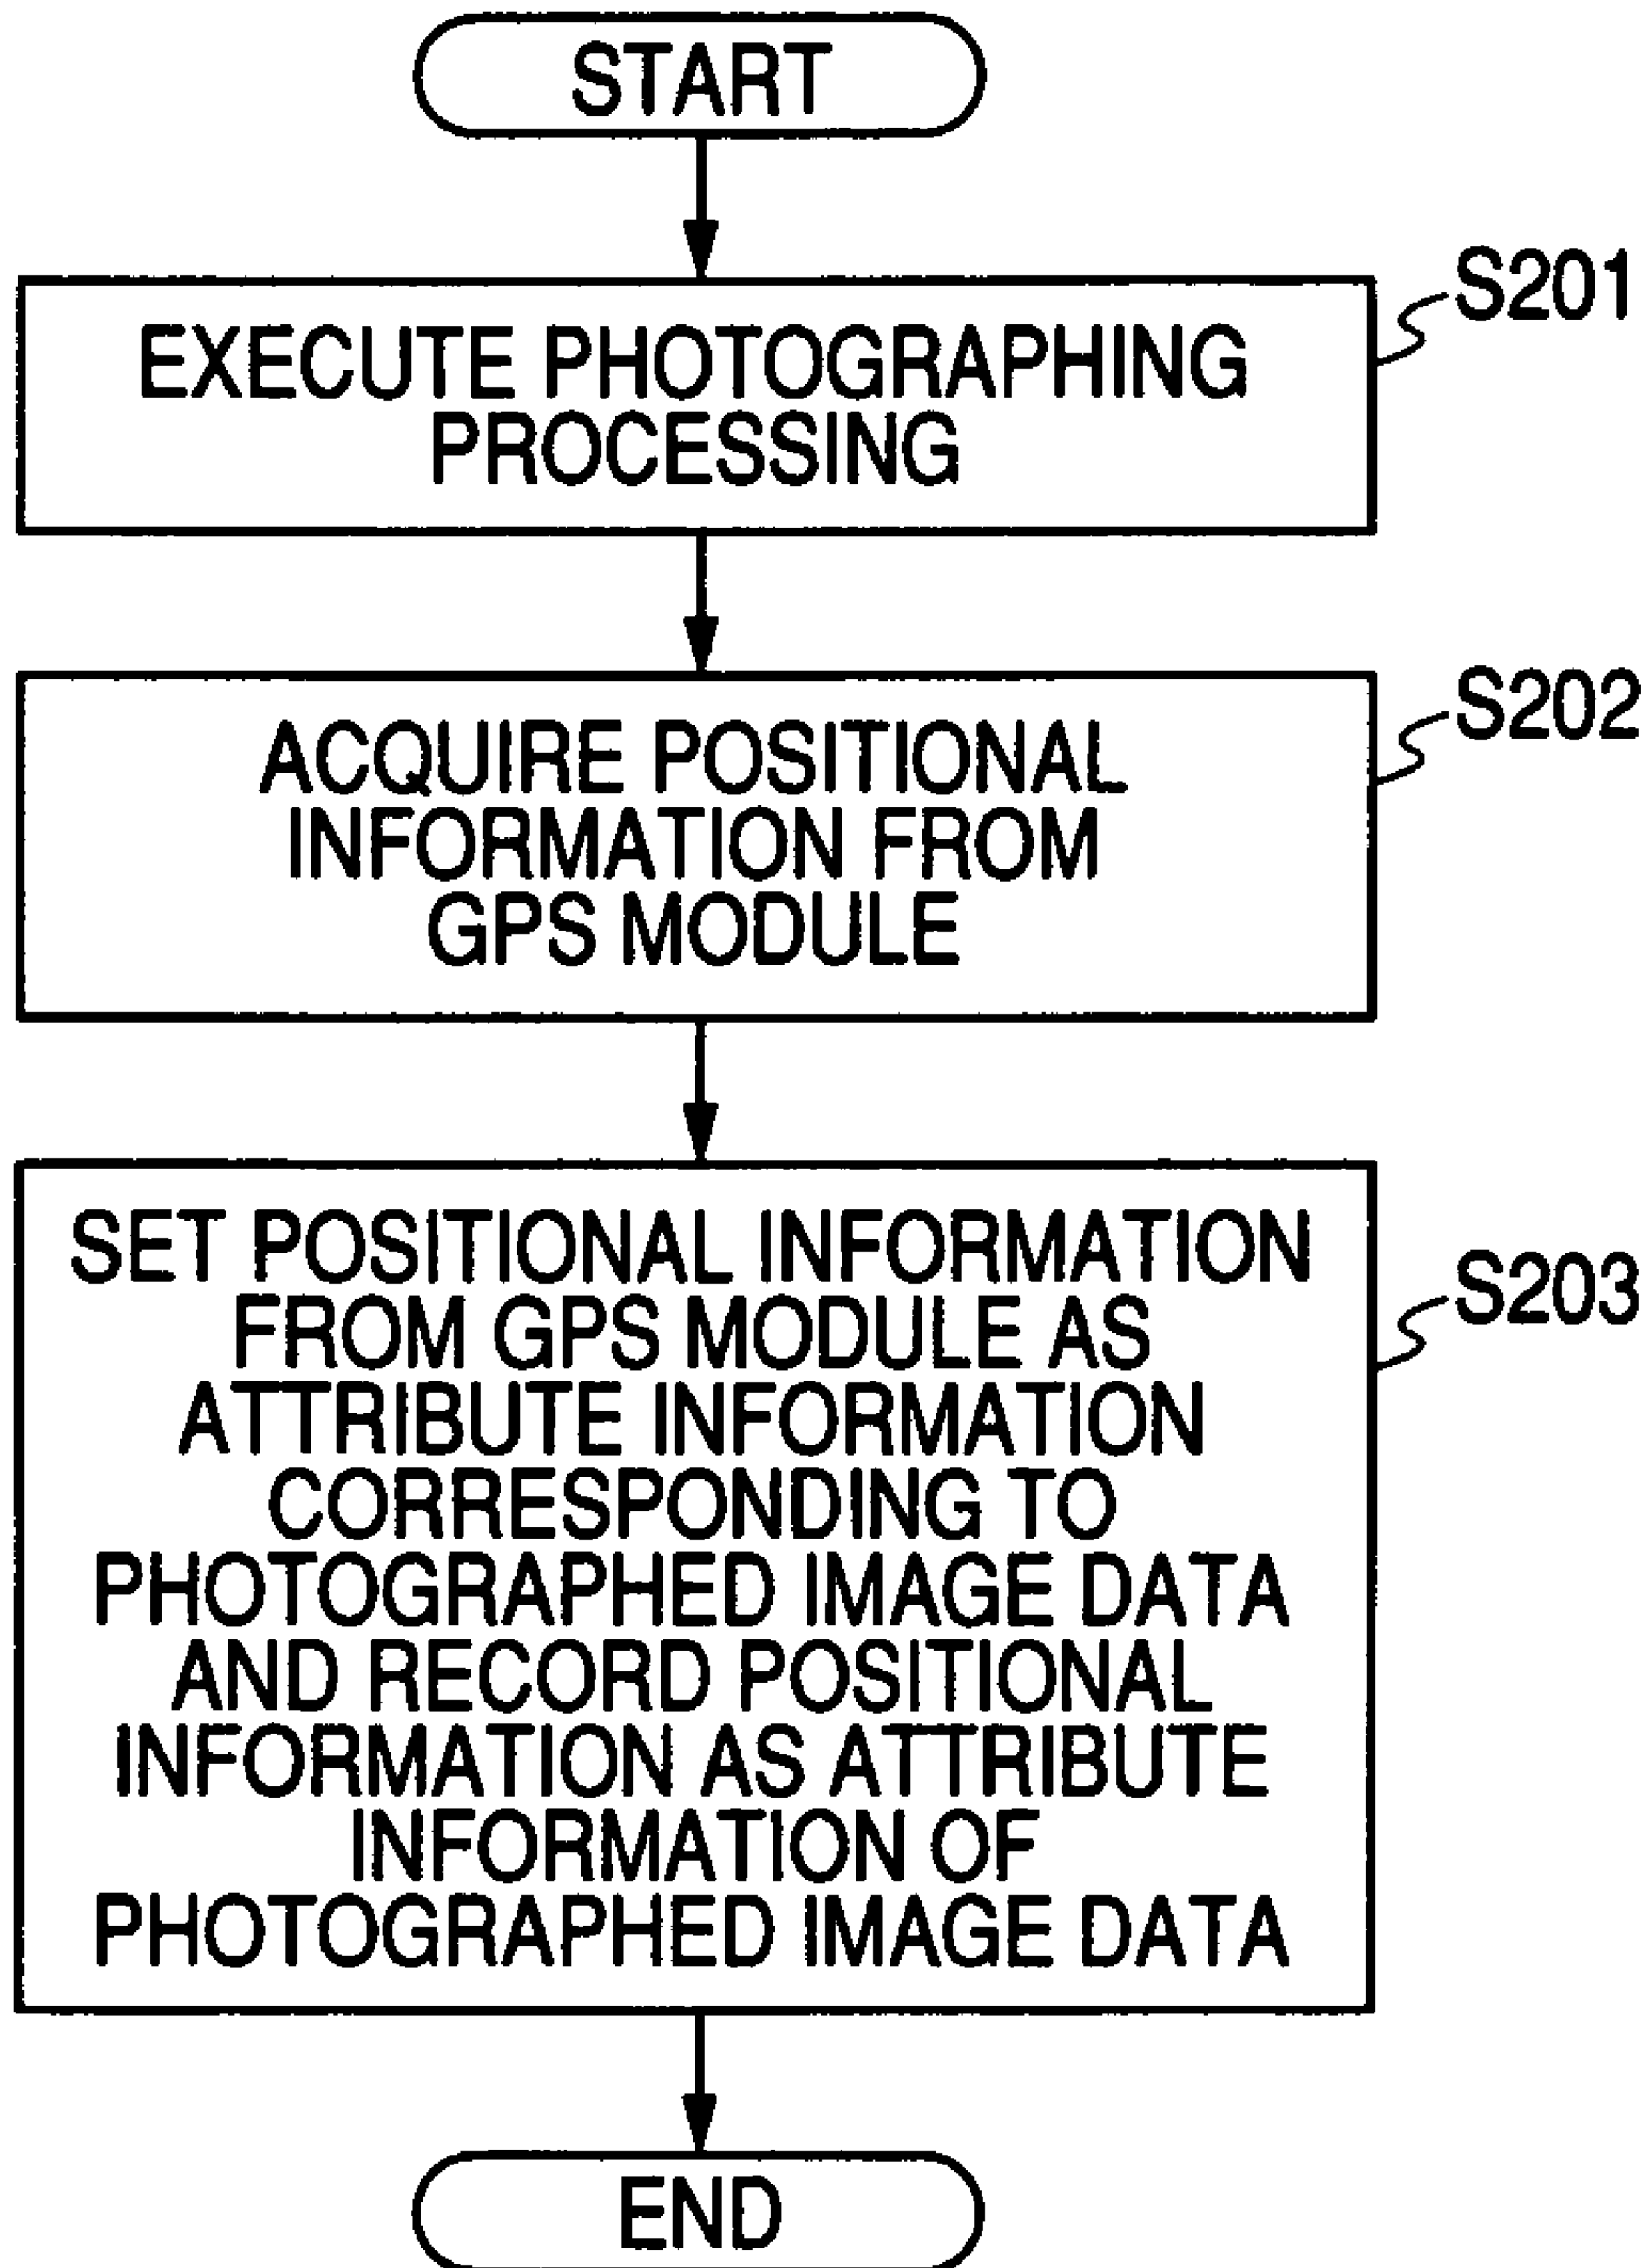 START
S201
EXECUTE PHOTOGRAPHING
PROCESSING
S202
ACQUIRE POSITIONAL
INFORMATION FROM
GPS MODULE
S203
SET POSITIONAL INFORMATION
FROM GPS MODULE AS
ATTRIBUTE INFORMATION
CORRESPONDING TO
PHOTOGRAPHED IMAGE DATA
AND RECORD POSITIONAL
INFORMATION AS ATTRIBUTE
INFORMATION OF
PHOTOGRAPHED IMAGE DATA
END